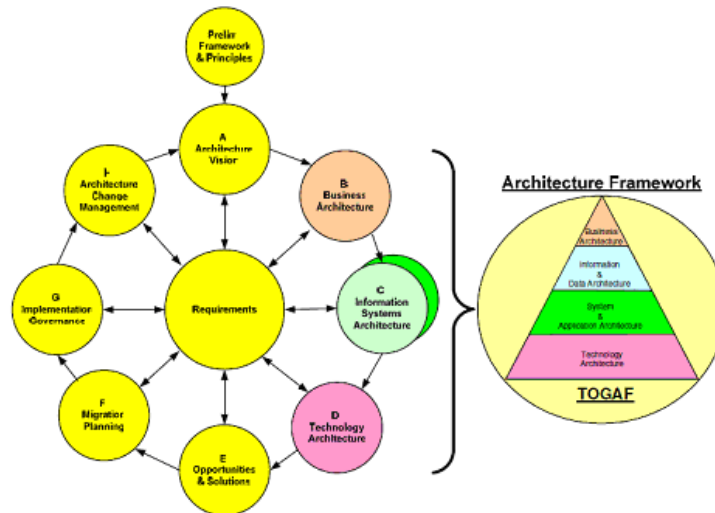 Prelim
Framework
& Principles
A
Architecture
Vision
H
Architecture
Change
Management
B
Business
Architecture
Architecture Framework
Business
Architecture
Information
&
Data Architecture
G
Implementation
Governance
Requirements
C
Information
Systems
Architecture
System
&
Application Architecture
Technology
Architecture
F
Migration
Planning
D
Technology
Architecture
TOGAF
E
Opportunities
& Solutions